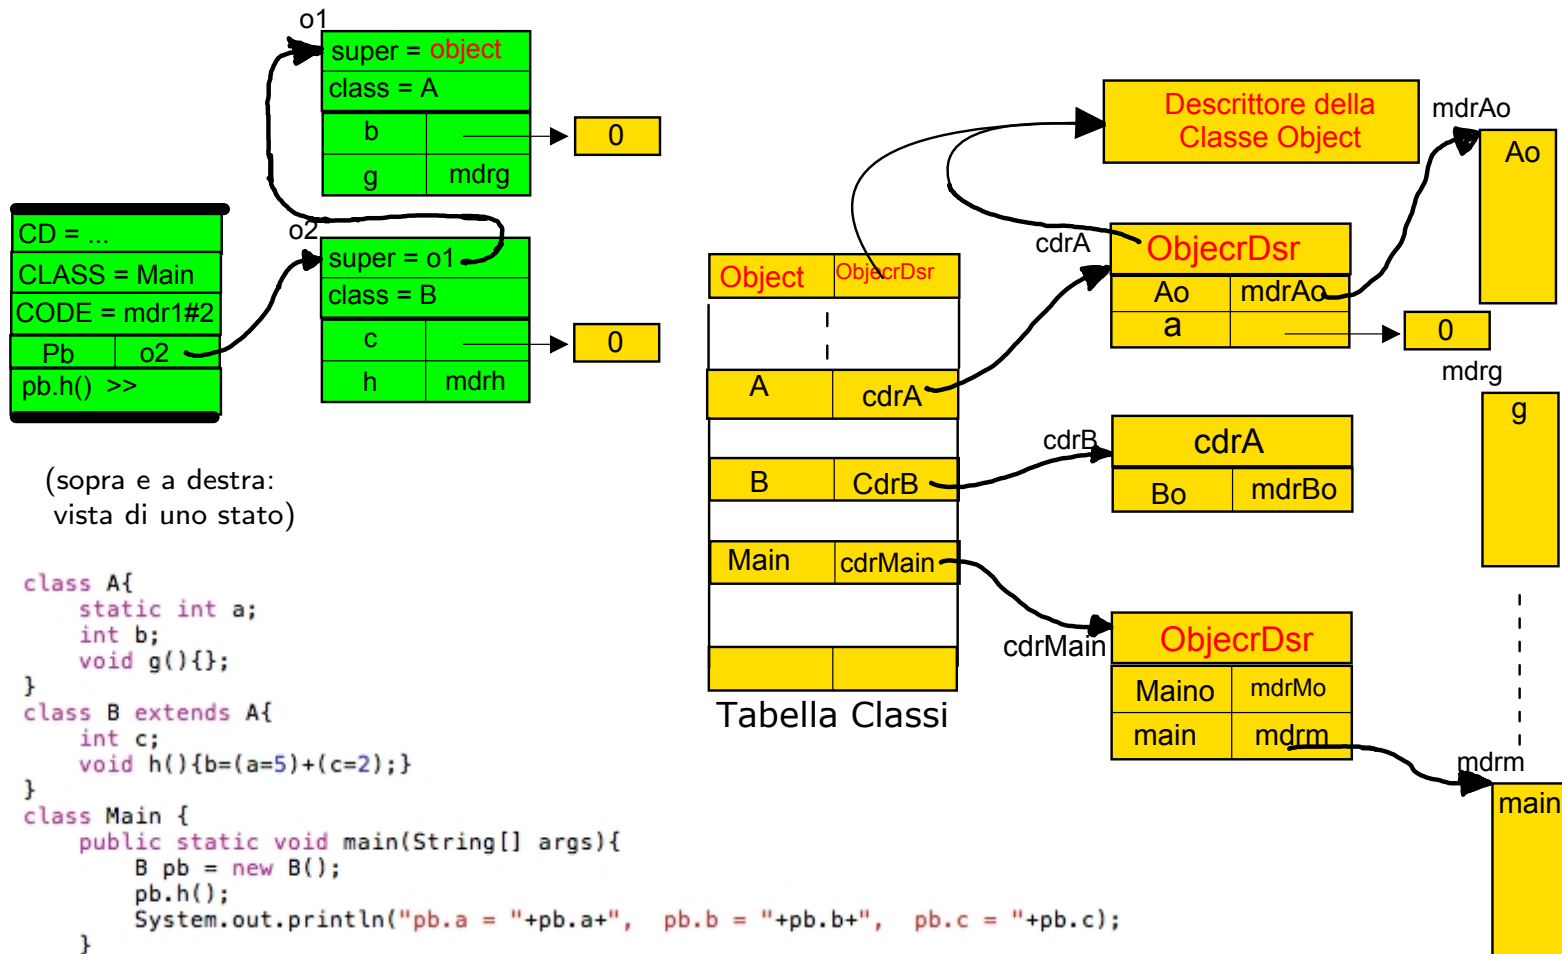 o1
super = object
class = A
b
0
g mdrg
CD = ...
CLASS = Main
CODE = mdr1#2
Pb o2
pb.h() >>
o2
super = o1
class = B
c
0
h mdrh
(sopra e a destra:
vista di uno stato)
Object ObjecrDsr
A cdrA
B CdrB
Main cdrMain
Tabella Classi
Descrittore della
Classe Object
cdrA
ObjecrDsr
Ao mdrAo
a
0
cdrB
cdrA
Bo mdrBo
cdrMain
ObjecrDsr
Maino mdrMo
main mdrm
mdrAo
Ao
mdrg
g
mdrm
main
class A{
static int a;
int b;
void g(){};
}
class B extends A{
int c;
void h(){b=(a=5)+(c=2);}
}
class Main {
public static void main(String[] args){
B pb = new B();
pb.h();
System.out.println("pb.a = "+pb.a+",  pb.b = "+pb.b+",  pb.c = "+pb.c);
}